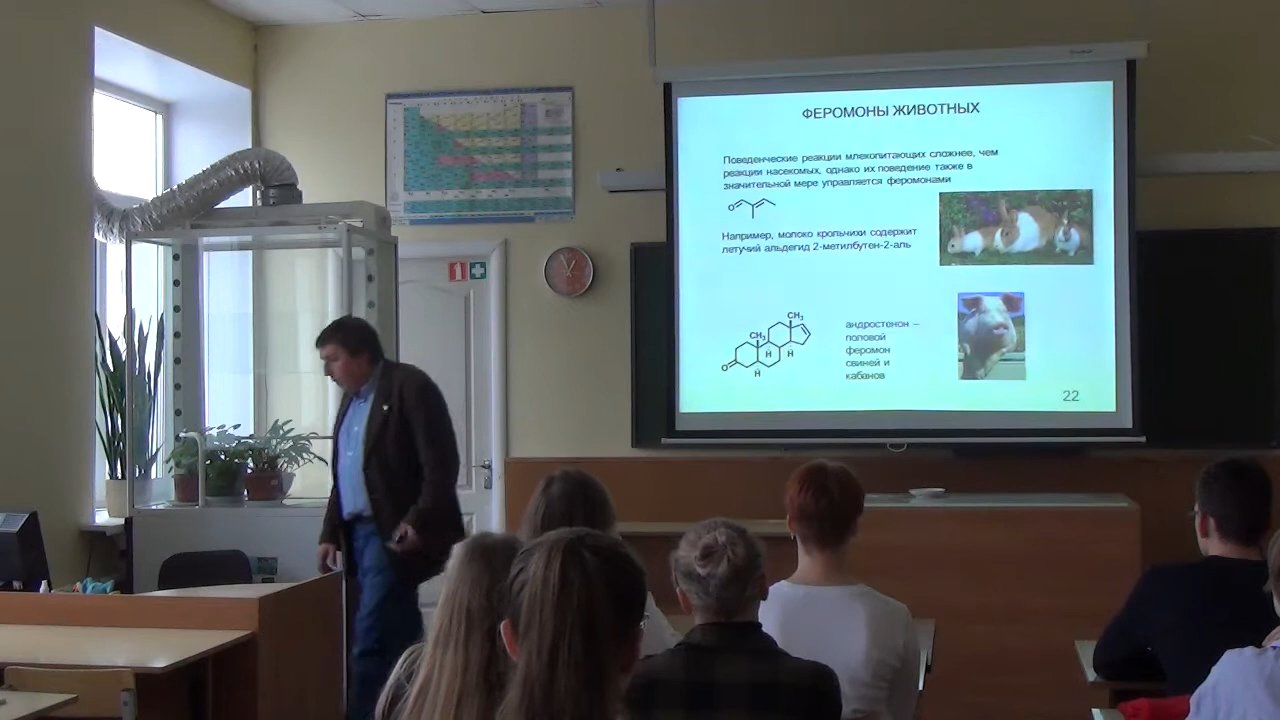 ФЕРОМОНЫ ЖИВОТНЫХ
Поведенческие реакции млекопитающих сложнее, чем
реакции насекомых, однако их поведение также в
значительной мере управляется феромонами
O
Например, молоко крольчихи содержит
летучий альдегид 2-метилбутен-2-аль
CH3
CH3
H
H
O
H
андростенон –
половой
феромон
свиней и
кабанов
22
1